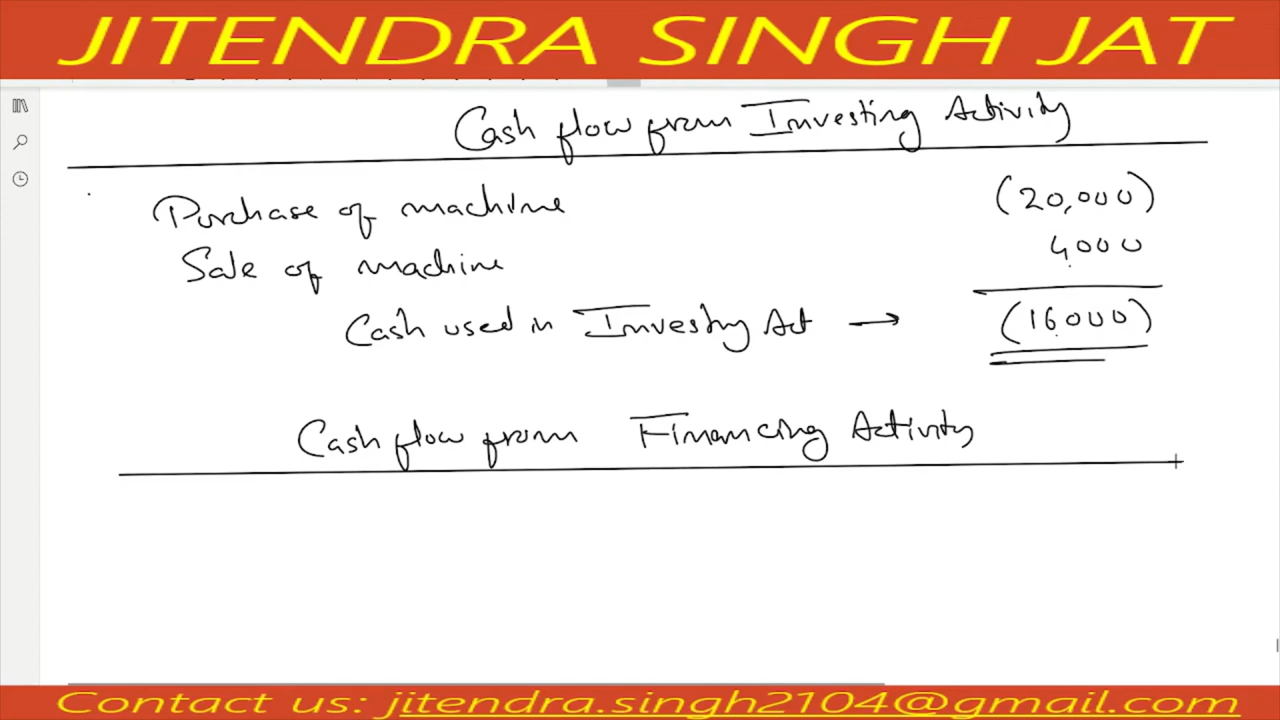 JITENDRA SINGH JAT
Cash flow from Investing Activity
Purchase of machine (20,000)
Sale of machine 4000
Cash used in Investing Act → (16000)
Cash flow from Financing Activity
Contact us: jitendra.singh2104@gmail.com